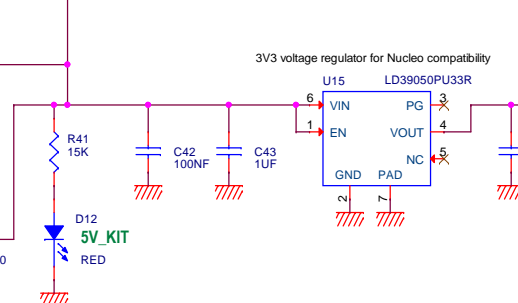 3V3 voltage regulator for Nucleo compatibility
U15
LD39050PU33R
6
VIN
PG
3
1
EN
VOUT
4
NC
5
GND
PAD
2
7
R41
15K
C42
100NF
C43
1UF
D12
5V_KIT
RED
0